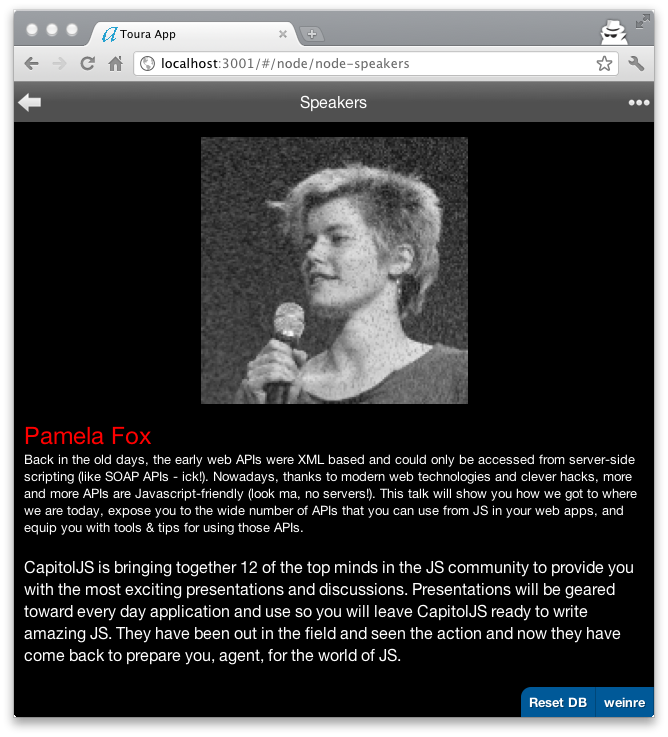 Toura App
localhost:3001/#/node/node-speakers
Speakers
Pamela Fox
Back in the old days, the early web APIs were XML based and could only be accessed from server-side
scripting (like SOAP APIs - ick!). Nowadays, thanks to modern web technologies and clever hacks, more
and more APIs are Javascript-friendly (look ma, no servers!). This talk will show you how we got to where
we are today, expose you to the wide number of APIs that you can use from JS in your web apps, and
equip you with tools & tips for using those APIs.
CapitolJS is bringing together 12 of the top minds in the JS community to provide you
with the most exciting presentations and discussions. Presentations will be geared
toward every day application and use so you will leave CapitolJS ready to write
amazing JS. They have been out in the field and seen the action and now they have
come back to prepare you, agent, for the world of JS.
Reset DB weinre